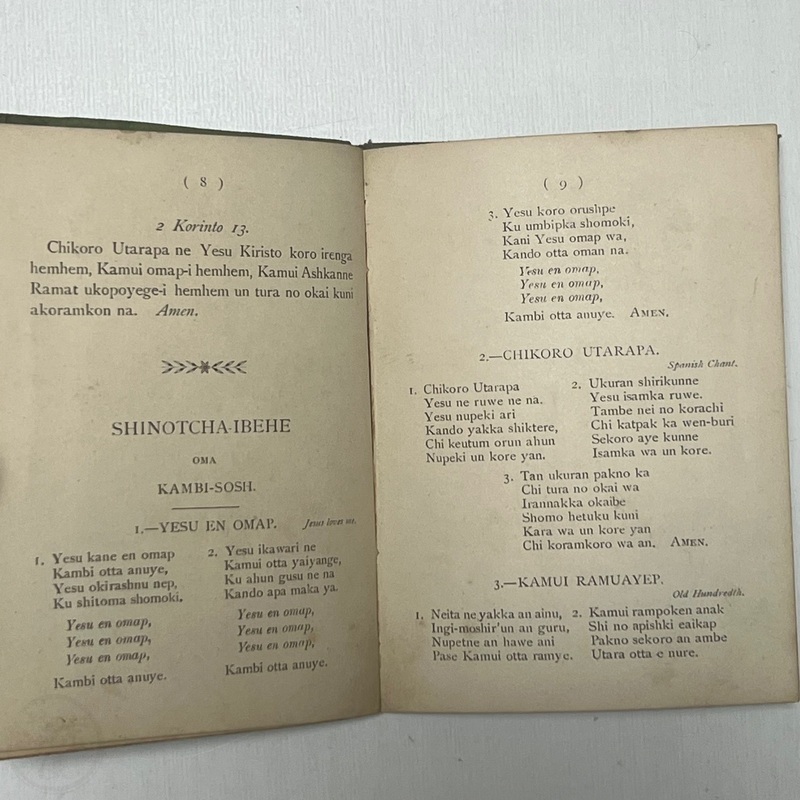 ( 8 )
2 Korinto 13.
Chikoro Utarapa ne Yesu Kiristo koro irenga
hemhem, Kamui omap-i hemhem, Kamui Ashkanne
Ramat ukopoyege-i hemhem un tura no okai kuni
akoramkon na. Amen.
SHINOTCHA-IBEHE
OMA
KAMBI-SOSH.
1.—YESU EN OMAP. Jesus loves me.
1. Yesu kane en omap
Kambi otta anuye,
Yesu okirashnu nep,
Ku shitoma shomoki.
Yesu en omap,
Yesu en omap,
Yesu en omap,
Kambi otta anuye.
2. Yesu ikawari ne
Kamui otta yaiyange,
Ku ahun gusu ne na
Kando apa maka ya.
Yesu en omap,
Yesu en omap,
Yesu en omap,
Kambi otta anuye.
( 9 )
3. Yesu koro orushpe
Ku umbipka shomoki,
Kani Yesu omap wa,
Kando otta oman na.
Yesu en omap,
Yesu en omap,
Yesu en omap,
Kambi otta anuye. AMEN.
2.—CHIKORO UTARAPA.
Spanish Chant.
1. Chikoro Utarapa
Yesu ne ruwe ne na.
Yesu nupeki ari
Kando yakka shiktere,
Chi keutum orun ahun
Nupeki un kore yan.
2. Ukuran shirikunne
Yesu isamka ruwe.
Tambe nei no korachi
Chi katpak ka wen-buri
Sekoro aye kunne
Isamka wa un kore.
3. Tan ukuran pakno ka
Chi tura no okai wa
Irannakka okaibe
Shomo hetuku kuni
Kara wa un kore yan
Chi koramkoro wa an. AMEN.
3.—KAMUI RAMUAYEP.
Old Hundredth.
1. Neita ne yakka an ainu,
Ingi-moshir'un an guru,
Nupetne an hawe ani
Pase Kamui otta ramye.
2. Kamui rampoken anak
Shi no apishki eaikap
Pakno sekoro an ambe
Utara otta e nure.